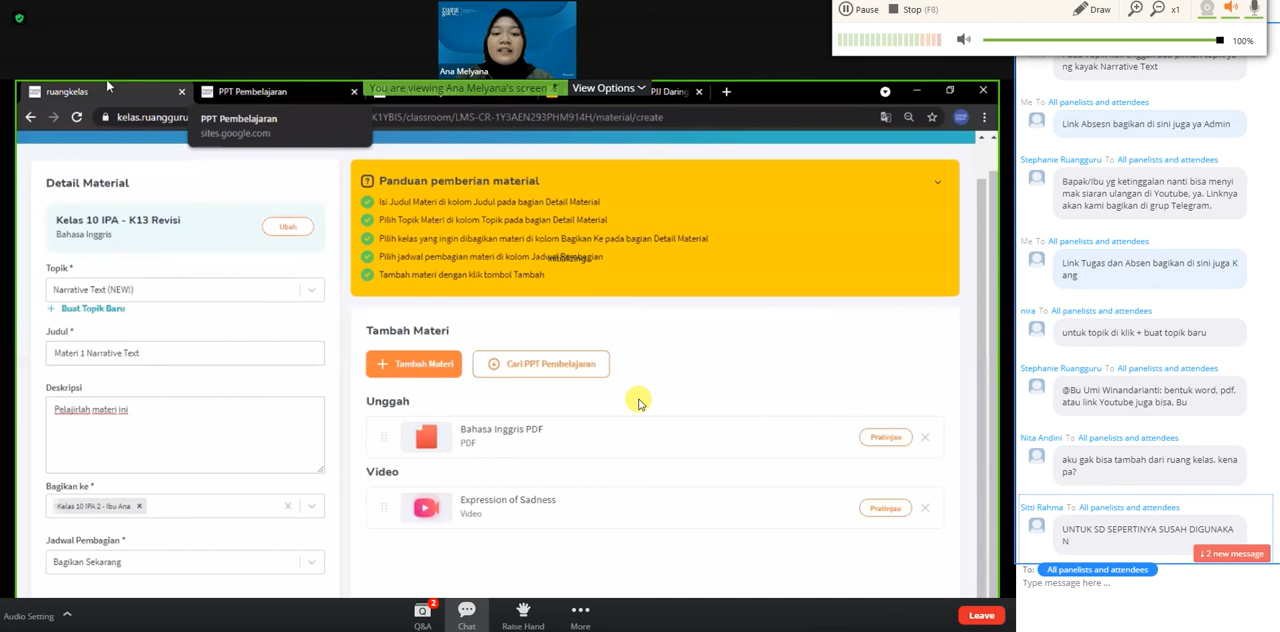 Ana Melyana
Pause
Stop (F8)
Draw
x1
100%
ruangkelas
PPT Pembelajaran
You are viewing Ana Melyana's screen
View Options
PJJ Daring
kelas.ruangguru
K1YBI5/classroom/LMS-CR-1Y3AEN293PHM914H/material/create
PPT Pembelajaran
sites.google.com
Detail Material
Kelas 10 IPA - K13 Revisi
Bahasa Inggris
Ubah
Topik *
Narrative Text (NEW!)
+ Buat Topik Baru
Judul *
Materi 1 Narrative Text
Deskripsi
Pelajirlah materi ini
Bagikan ke *
Kelas 10 IPA 2 - Ibu Ana
Jadwal Pembagian *
Bagikan Sekarang
Panduan pemberian material
Isi Judul Materi di kolom Judul pada bagian Detail Material
Pilih Topik Materi di kolom Topik pada bagian Detail Material
Pilih kelas yang ingin dibagikan materi di kolom Bagikan Ke pada bagian Detail Material
Pilih jadwal pembagian materi di kolom Jadwal Pembagian
Tambah materi dengan klik tombol Tambah
Tambah Materi
+ Tambah Materi
Cari PPT Pembelajaran
Unggah
Bahasa Inggris PDF
PDF
Pratinjau
Video
Expression of Sadness
Video
Pratinjau
ng kayak Narrative Text
Me To All panelists and attendees
Link Absesn bagikan di sini juga ya Admin
Stephanie Ruangguru To All panelists and attendees
Bapak/Ibu yg ketinggalan nanti bisa menyi
mak siaran ulangan di Youtube, ya. Linknya
akan kami bagikan di grup Telegram.
Me To All panelists and attendees
Link Tugas dan Absen bagikan di sini juga K
ang
nira To All panelists and attendees
untuk topik di klik + buat topik baru
Stephanie Ruangguru To All panelists and attendees
@Bu Umi Winandarianti: bentuk word, pdf,
atau link Youtube juga bisa, Bu
Nita Andini To All panelists and attendees
aku gak bisa tambah dari ruang kelas. kena
pa?
Sitti Rahma To All panelists and attendees
UNTUK SD SEPERTINYA SUSAH DIGUNAKA
N
↓ 2 new message
To: All panelists and attendees
Type message here ...
Audio Setting
2
Q&A
Chat
Raise Hand
More
Leave